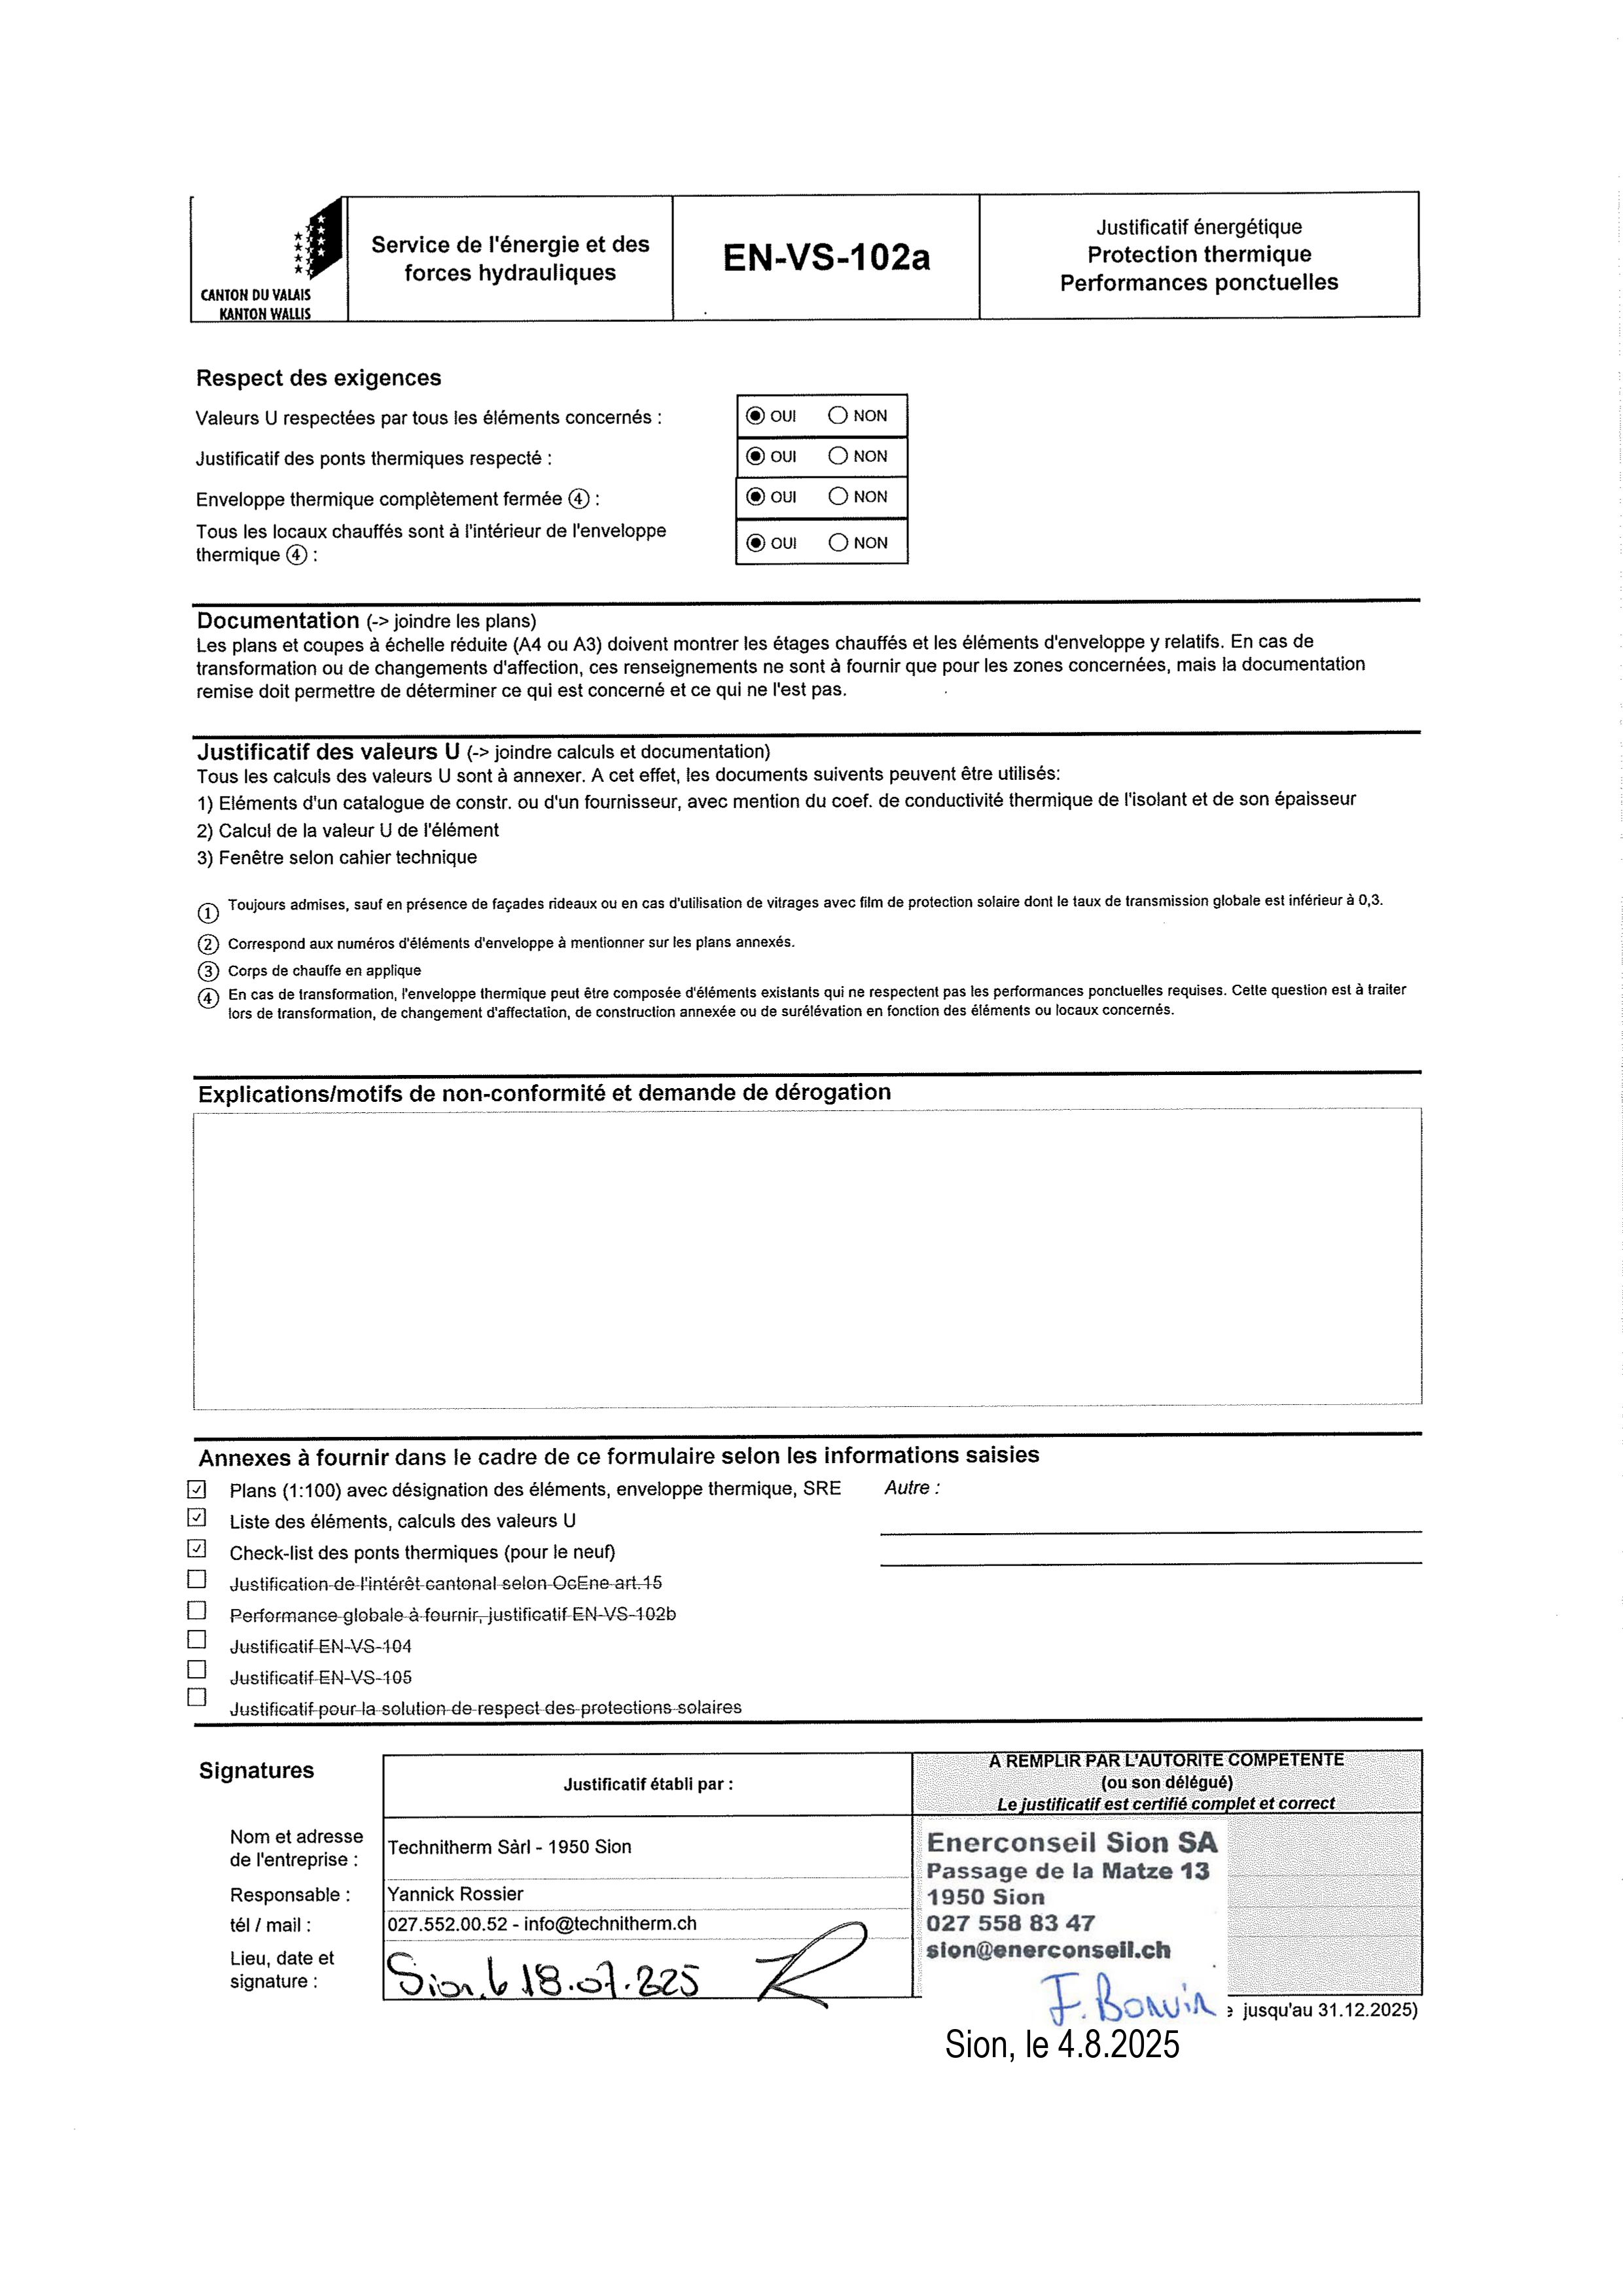 CANTON DU VALAIS
KANTON WALLIS
Service de l'énergie et des
forces hydrauliques
EN-VS-102a
Justificatif énergétique
Protection thermique
Performances ponctuelles
Respect des exigences
Valeurs U respectées par tous les éléments concernés : OUI NON
Justificatif des ponts thermiques respecté : OUI NON
Enveloppe thermique complètement fermée ④ : OUI NON
Tous les locaux chauffés sont à l'intérieur de l'enveloppe
thermique ④ : OUI NON
Documentation (-> joindre les plans)
Les plans et coupes à échelle réduite (A4 ou A3) doivent montrer les étages chauffés et les éléments d'enveloppe y relatifs. En cas de
transformation ou de changements d'affection, ces renseignements ne sont à fournir que pour les zones concernées, mais la documentation
remise doit permettre de déterminer ce qui est concerné et ce qui ne l'est pas.
Justificatif des valeurs U (-> joindre calculs et documentation)
Tous les calculs des valeurs U sont à annexer. A cet effet, les documents suivents peuvent être utilisés:
1) Eléments d'un catalogue de constr. ou d'un fournisseur, avec mention du coef. de conductivité thermique de l'isolant et de son épaisseur
2) Calcul de la valeur U de l'élément
3) Fenêtre selon cahier technique
① Toujours admises, sauf en présence de façades rideaux ou en cas d'utilisation de vitrages avec film de protection solaire dont le taux de transmission globale est inférieur à 0,3.
② Correspond aux numéros d'éléments d'enveloppe à mentionner sur les plans annexés.
③ Corps de chauffe en applique
④ En cas de transformation, l'enveloppe thermique peut être composée d'éléments existants qui ne respectent pas les performances ponctuelles requises. Cette question est à traiter
lors de transformation, de changement d'affectation, de construction annexée ou de surélévation en fonction des éléments ou locaux concernés.
Explications/motifs de non-conformité et demande de dérogation
Annexes à fournir dans le cadre de ce formulaire selon les informations saisies
Plans (1:100) avec désignation des éléments, enveloppe thermique, SRE Autre :
Liste des éléments, calculs des valeurs U
Check-list des ponts thermiques (pour le neuf)
Justification de l'intérêt cantonal selon OcEne art.15
Performance globale à fournir, justificatif EN-VS-102b
Justificatif EN-VS-104
Justificatif EN-VS-105
Justificatif pour la solution de respect des protections solaires
Signatures
Justificatif établi par :
A REMPLIR PAR L'AUTORITE COMPETENTE
(ou son délégué)
Le justificatif est certifié complet et correct
Nom et adresse
de l'entreprise :
Technitherm Sàrl - 1950 Sion
Responsable : Yannick Rossier
tél / mail : 027.552.00.52 - info@technitherm.ch
Lieu, date et
signature :
Sion, le 18.07.225
Enerconseil Sion SA
Passage de la Matze 13
1950 Sion
027 558 83 47
sion@enerconseil.ch
F. Bonvin
jusqu'au 31.12.2025)
Sion, le 4.8.2025